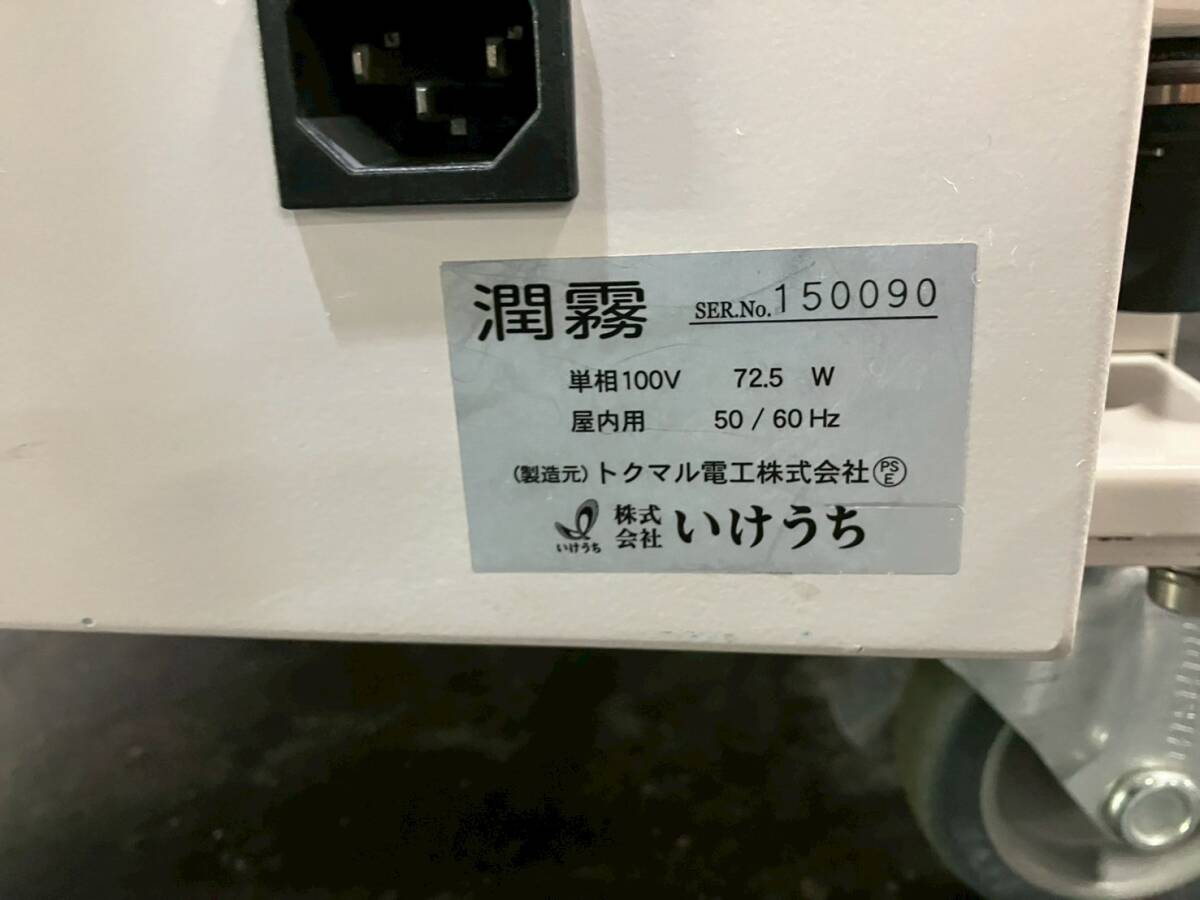 潤霧 SER.No. 150090
単相100V 72.5 W
屋内用 50 / 60 Hz
(製造元)トクマル電工株式会社 PSE
いけうち 株式会社 いけうち